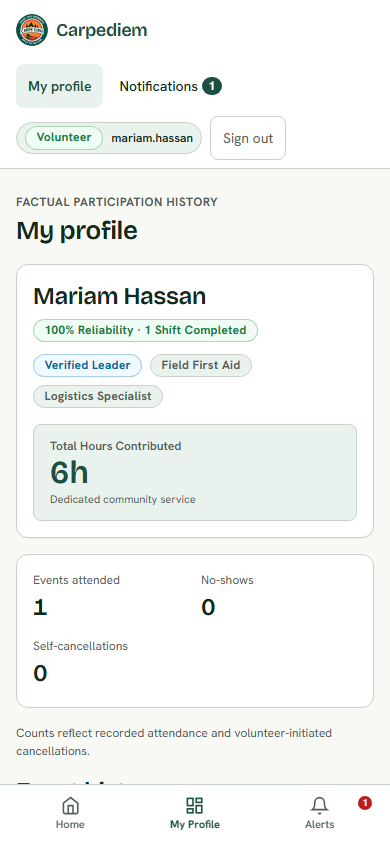 Carpediem
My profile
Notifications 1
Volunteer mariam.hassan
Sign out
FACTUAL PARTICIPATION HISTORY
My profile
Mariam Hassan
100% Reliability · 1 Shift Completed
Verified Leader
Field First Aid
Logistics Specialist
Total Hours Contributed
6h
Dedicated community service
Events attended
1
No-shows
0
Self-cancellations
0
Counts reflect recorded attendance and volunteer-initiated
cancellations.
Home
My Profile
Alerts
1